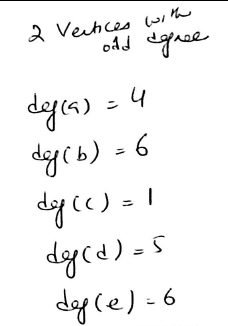 2 Vertices with
odd degree
deg(a) = 4
deg(b) = 6
deg(c) = 1
deg(d) = 5
deg(e) = 6